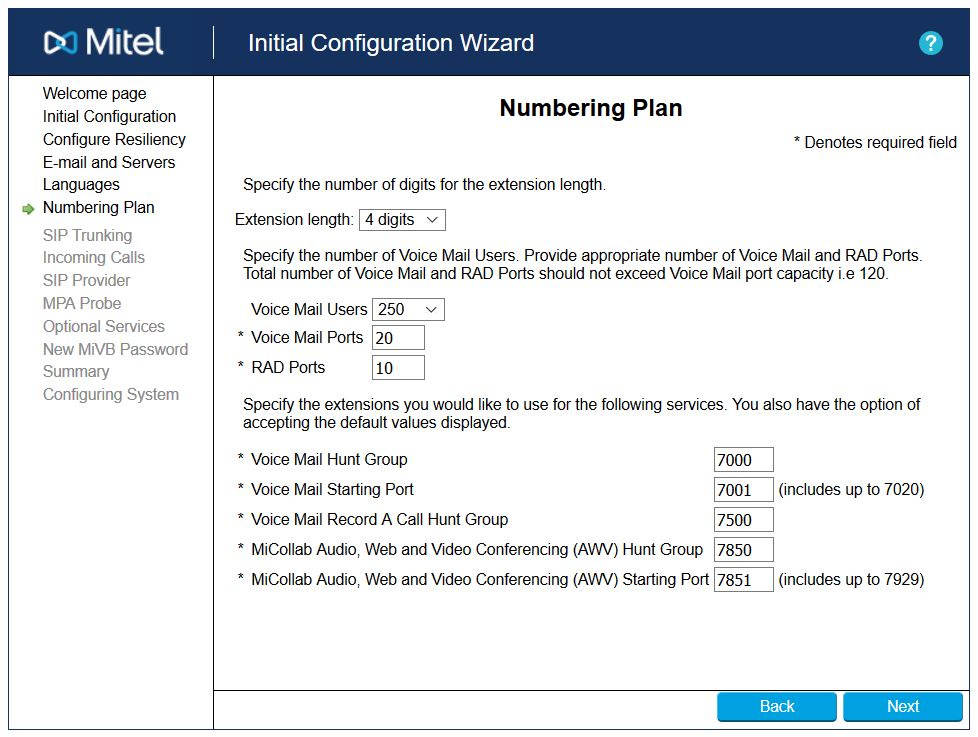 Mitel
Initial Configuration Wizard
?
Welcome page
Initial Configuration
Configure Resiliency
E-mail and Servers
Languages
Numbering Plan
SIP Trunking
Incoming Calls
SIP Provider
MPA Probe
Optional Services
New MiVB Password
Summary
Configuring System
Numbering Plan
* Denotes required field
Specify the number of digits for the extension length.
Extension length: 4 digits
Specify the number of Voice Mail Users. Provide appropriate number of Voice Mail and RAD Ports.
Total number of Voice Mail and RAD Ports should not exceed Voice Mail port capacity i.e 120.
Voice Mail Users 250
* Voice Mail Ports 20
* RAD Ports 10
Specify the extensions you would like to use for the following services. You also have the option of
accepting the default values displayed.
* Voice Mail Hunt Group 7000
* Voice Mail Starting Port 7001 (includes up to 7020)
* Voice Mail Record A Call Hunt Group 7500
* MiCollab Audio, Web and Video Conferencing (AWV) Hunt Group 7850
* MiCollab Audio, Web and Video Conferencing (AWV) Starting Port 7851 (includes up to 7929)
Back
Next